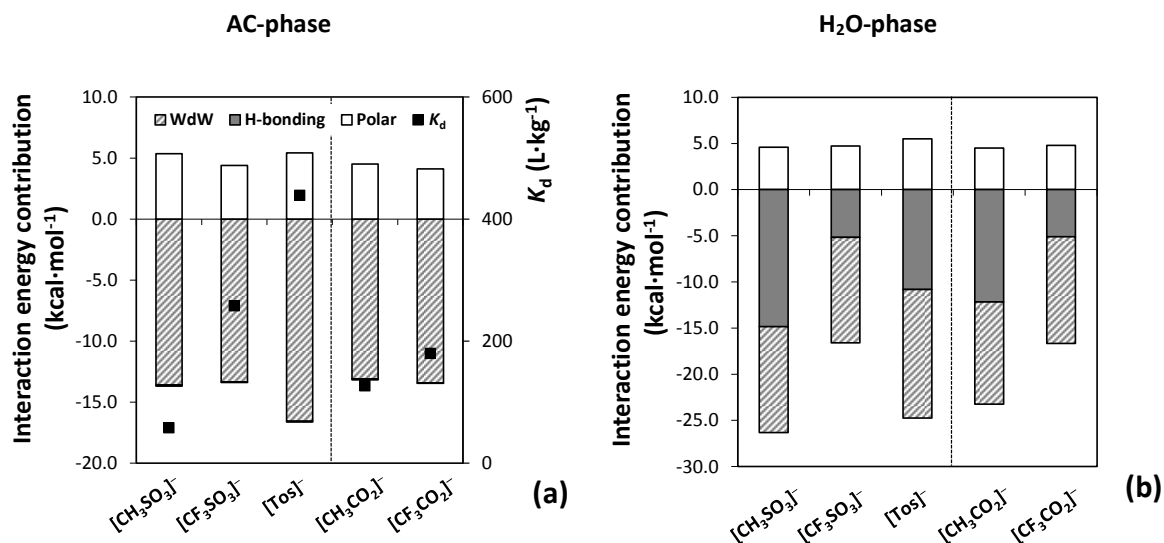 AC-phase
H₂O-phase
Interaction energy contribution
(kcal·mol⁻¹)
10.0
5.0
0.0
-5.0
-10.0
-15.0
-20.0
WdW H-bonding Polar Kd
600
400
200
0
Kd (L·kg⁻¹)
[CH₃SO₃]⁻
[CF₃SO₃]⁻
[Tos]⁻
[CH₃CO₂]⁻
[CF₃CO₂]⁻
(a)
Interaction energy contribution
(kcal·mol⁻¹)
10.0
5.0
0.0
-5.0
-10.0
-15.0
-20.0
-25.0
-30.0
[CH₃SO₃]⁻
[CF₃SO₃]⁻
[Tos]⁻
[CH₃CO₂]⁻
[CF₃CO₂]⁻
(b)